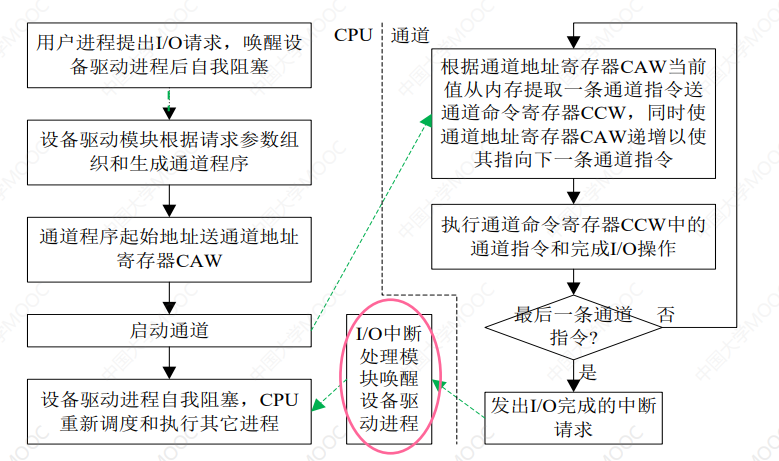 用户进程提出I/O请求，唤醒设
备驱动进程后自我阻塞
设备驱动模块根据请求参数组
织和生成通道程序
通道程序起始地址送通道地址
寄存器CAW
启动通道
设备驱动进程自我阻塞，CPU
重新调度和执行其它进程
CPU
通道
根据通道地址寄存器CAW当前
值从内存提取一条通道指令送
通道命令寄存器CCW，同时使
通道地址寄存器CAW递增以使
其指向下一条通道指令
执行通道命令寄存器CCW中的
通道指令和完成I/O操作
最后一条通道
指令?
否
是
发出I/O完成的中断
请求
I/O中断
处理模
块唤醒
设备驱
动进程
中国大学MOOC